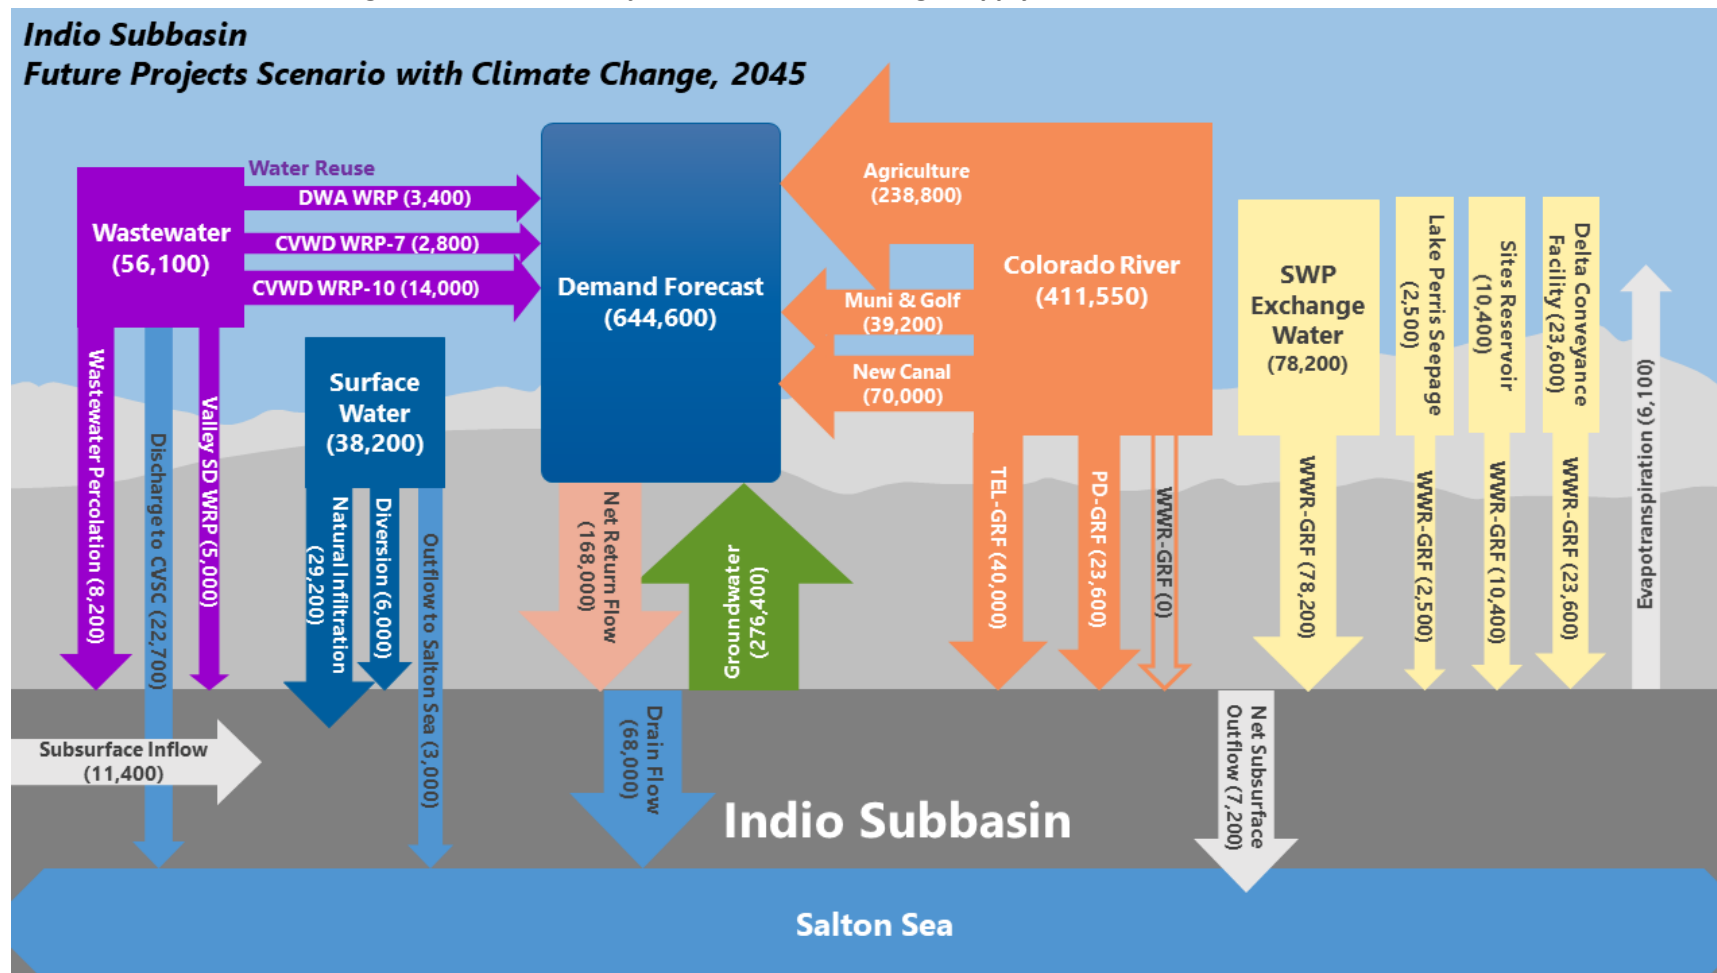 Indio Subbasin
Future Projects Scenario with Climate Change, 2045
Water Reuse
DWA WRP (3,400)
CVWD WRP-7 (2,800)
CVWD WRP-10 (14,000)
Wastewater
(56,100)
Wastewater Percolation (8,200)
Discharge to CVSC (22,700)
Valley SD WRP (5,000)
Surface
Water
(38,200)
Natural Infiltration
(29,200)
Diversion (6,000)
Outflow to Salton Sea (3,000)
Demand Forecast
(644,600)
Net Return Flow
(168,000)
Groundwater
(276,400)
Agriculture
(238,800)
Muni & Golf
(39,200)
New Canal
(70,000)
Colorado River
(411,550)
TEL-GRF (40,000)
PD-GRF (23,600)
WWR-GRF (0)
SWP
Exchange
Water
(78,200)
WWR-GRF (78,200)
Lake Perris Seepage
(2,500)
WWR-GRF (2,500)
Sites Reservoir
(10,400)
WWR-GRF (10,400)
Delta Conveyance
Facility (23,600)
WWR-GRF (23,600)
Evapotranspiration (6,100)
Subsurface Inflow
(11,400)
Drain Flow
(68,000)
Net Subsurface
Outflow (7,200)
Indio Subbasin
Salton Sea